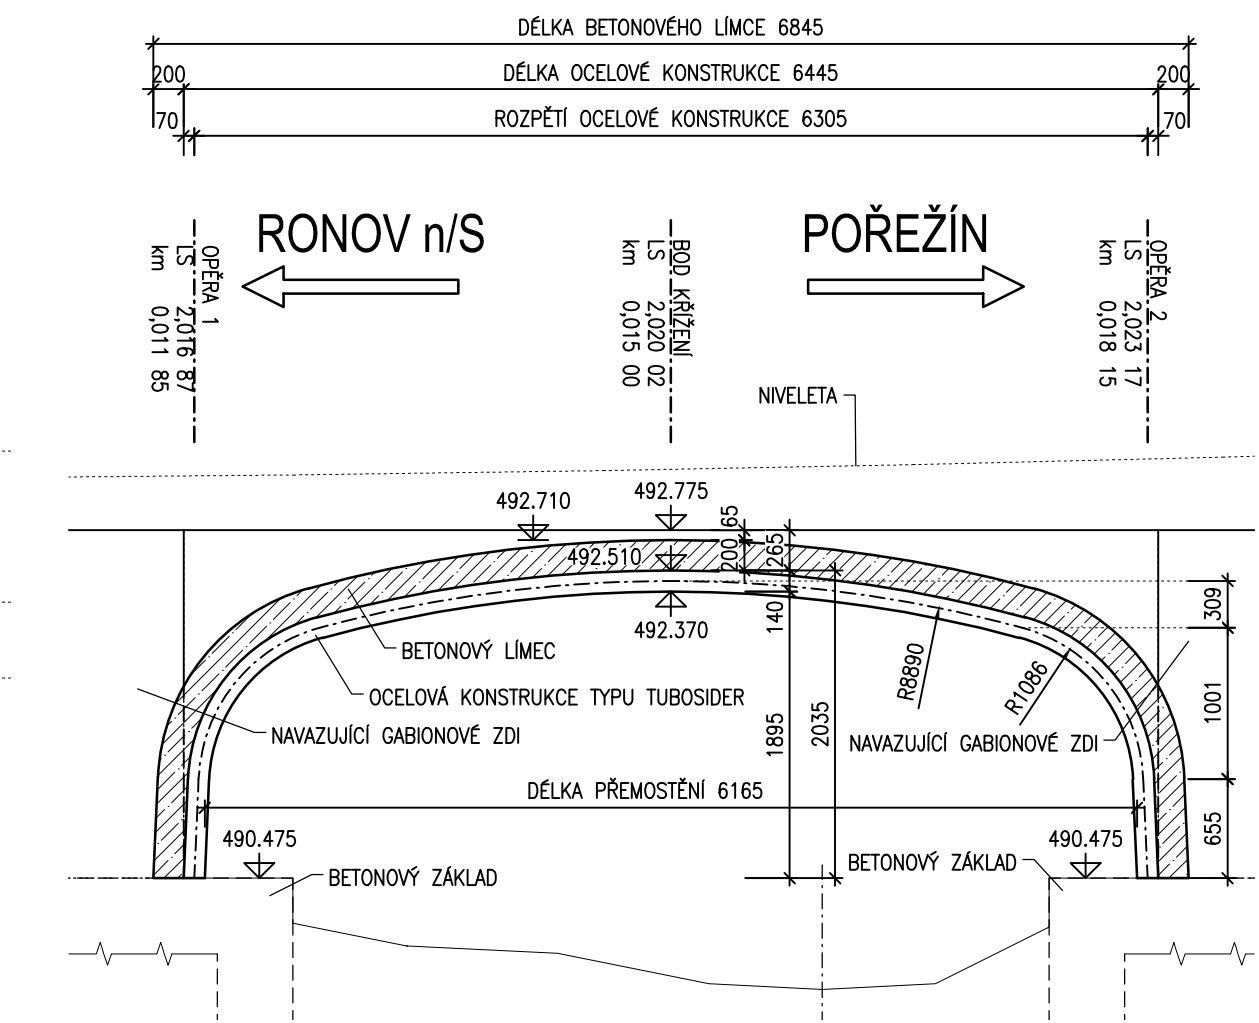 DÉLKA BETONOVÉHO LÍMCE 6845
200
DÉLKA OCELOVÉ KONSTRUKCE 6445
200
70
ROZPĚTÍ OCELOVÉ KONSTRUKCE 6305
70
RONOV n/S
POŘEŽÍN
OPĚRA 1
LS 2,016 87
km 0,011 85
BOD KŘÍŽENÍ
LS 2,020 02
km 0,015 00
OPĚRA 2
LS 2,023 17
km 0,018 15
NIVELETA
492.710
492.775
65
200
265
492.510
140
492.370
309
BETONOVÝ LÍMEC
R8890
R1086
OCELOVÁ KONSTRUKCE TYPU TUBOSIDER
1001
NAVAZUJÍCÍ GABIONOVÉ ZDI
1895
2035
NAVAZUJÍCÍ GABIONOVÉ ZDI
DÉLKA PŘEMOSTĚNÍ 6165
490.475
490.475
655
BETONOVÝ ZÁKLAD
BETONOVÝ ZÁKLAD